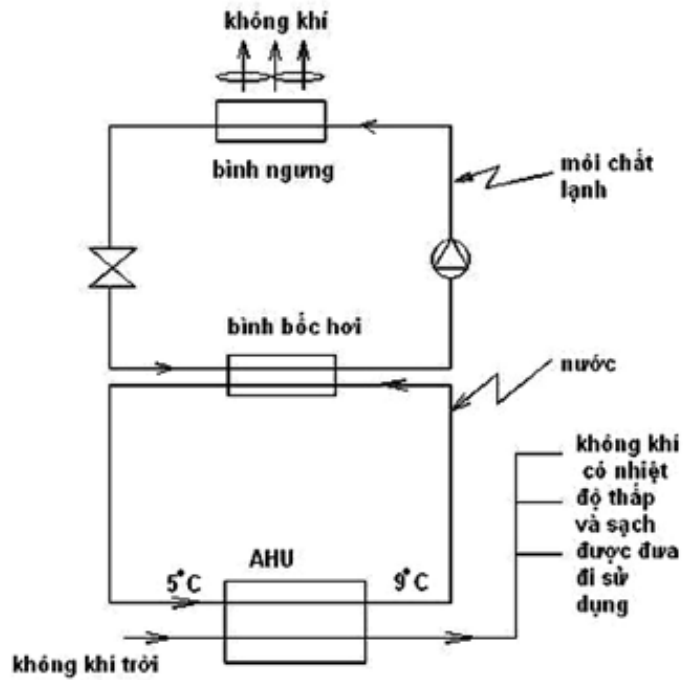 không khí
bình ngưng
môi chất
lạnh
bình bốc hơi
nước
không khí
có nhiệt
độ thấp
và sạch
được đưa
đi sử
dụng
AHU
5°C
9°C
không khí trời